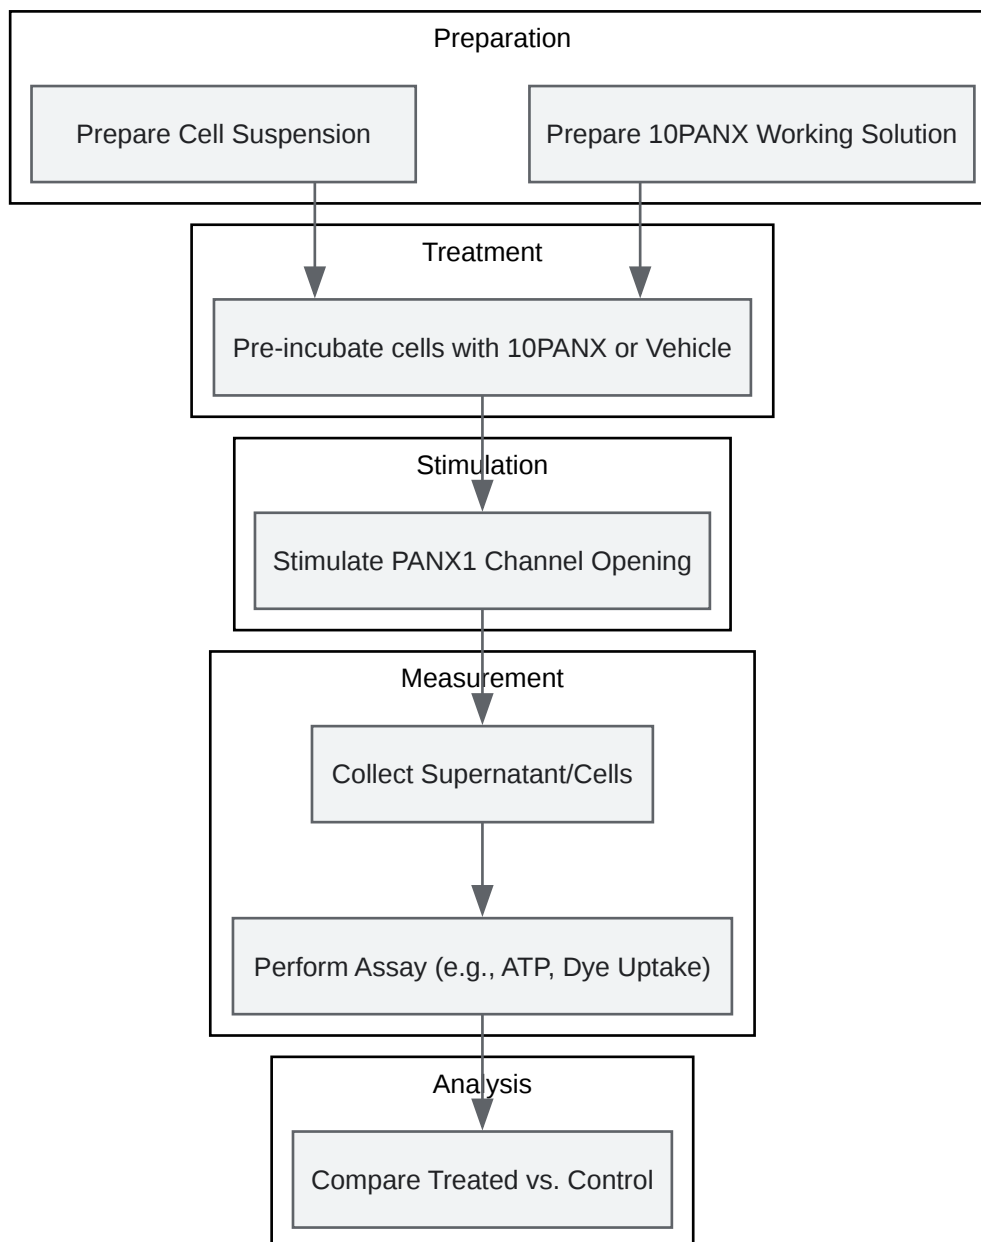 Preparation
Prepare Cell Suspension
Prepare 10PANX Working Solution
Treatment
Pre-incubate cells with 10PANX or Vehicle
Stimulation
Stimulate PANX1 Channel Opening
Measurement
Collect Supernatant/Cells
Perform Assay (e.g., ATP, Dye Uptake)
Analysis
Compare Treated vs. Control